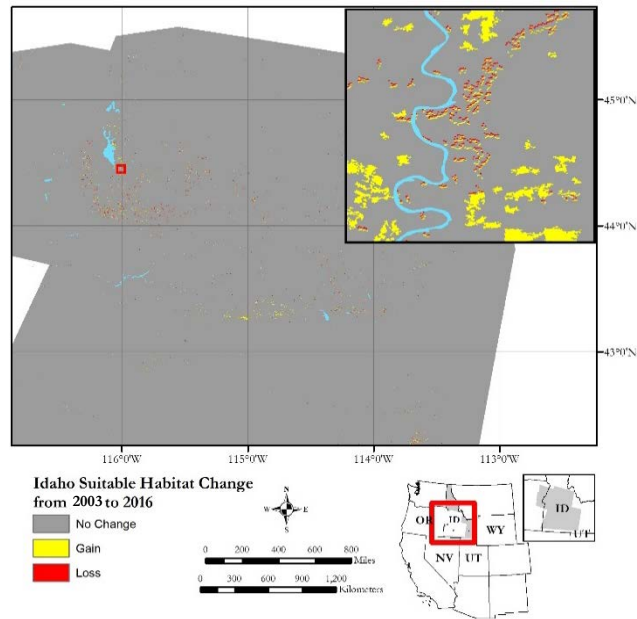 45°0'N
44°0'N
43°0'N
116°0'W
115°0'W
114°0'W
113°0'W
Idaho Suitable Habitat Change
from 2003 to 2016
No Change
Gain
Loss
N
W
E
S
0 200 400 600 800
Miles
0 300 600 900 1,200
Kilometers
OR
ID
WY
NV
UT
ID
UT